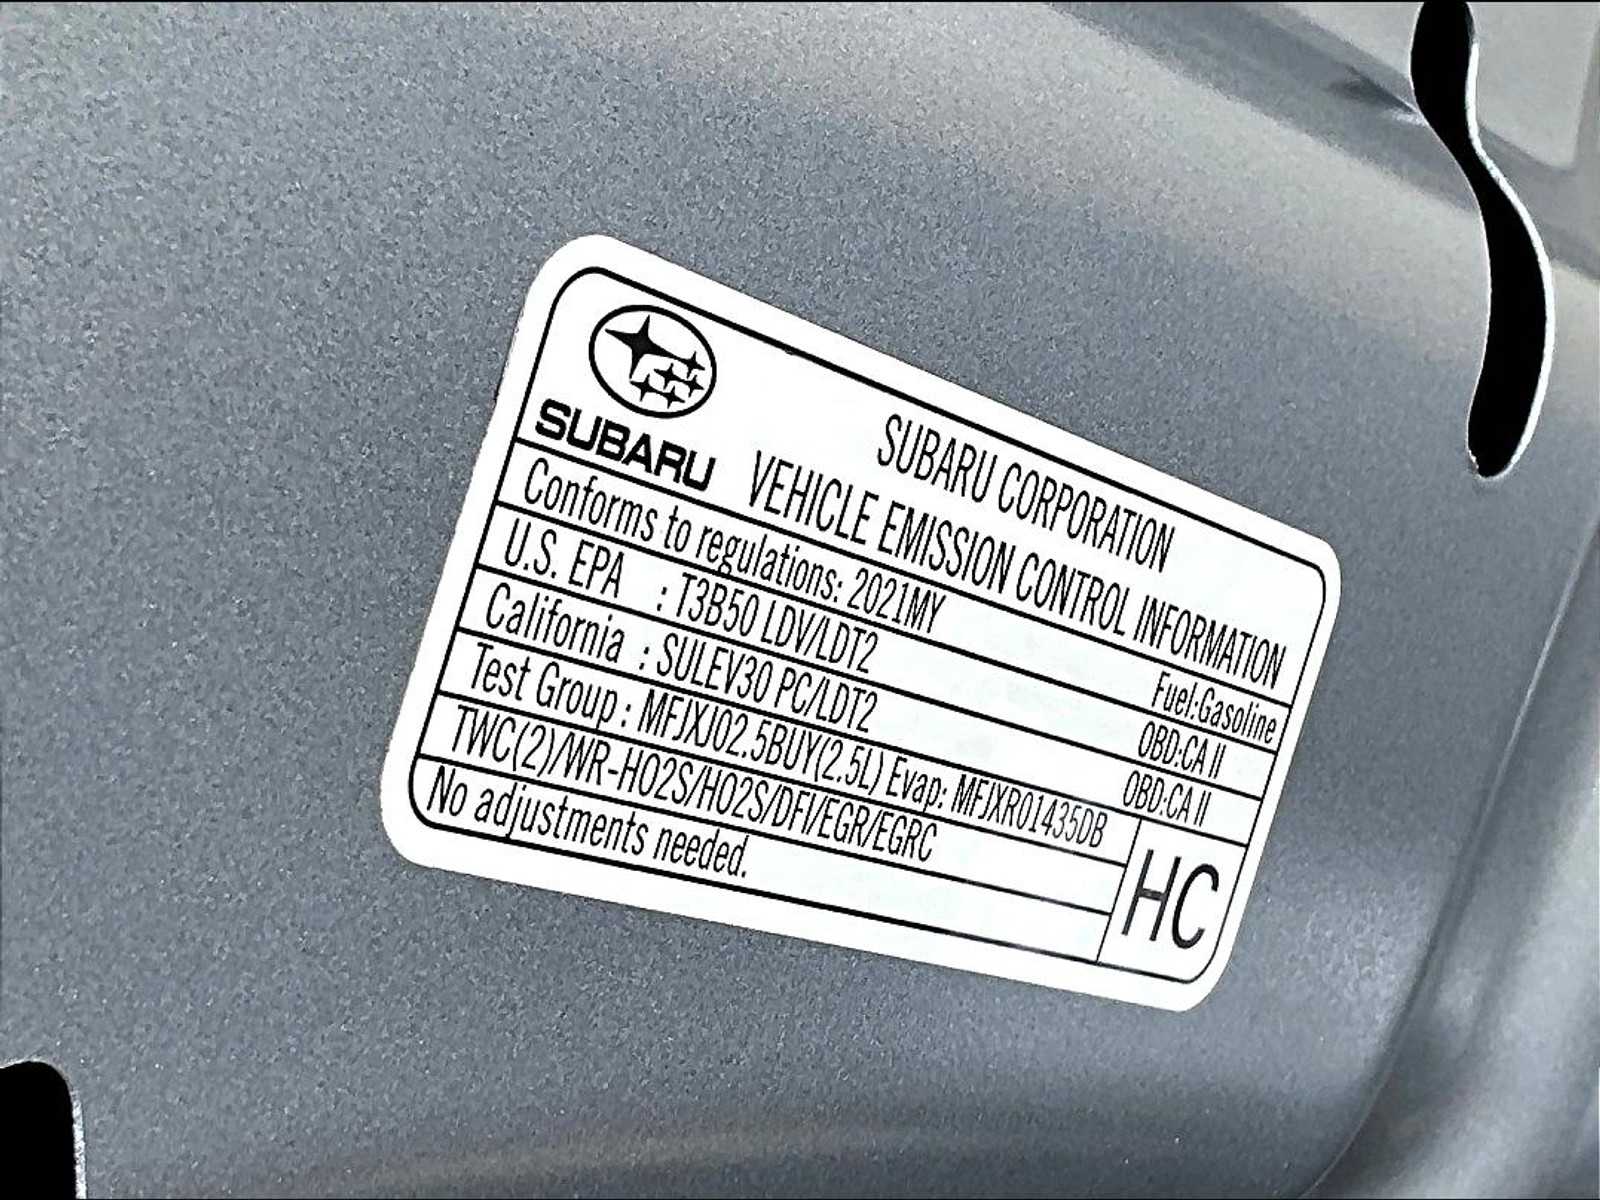 SUBARU
SUBARU CORPORATION
VEHICLE EMISSION CONTROL INFORMATION
Conforms to regulations: 2021MY Fuel:Gasoline
U.S. EPA : T3B50 LDV/LDT2 OBD:CA II
California : SULEV30 PC/LDT2 OBD:CA II
Test Group : MFJXJ02.5BUY(2.5L) Evap: MFJXR01435DB
TWC(2)/WR-HO2S/HO2S/DFI/EGR/EGRC
No adjustments needed.
HC